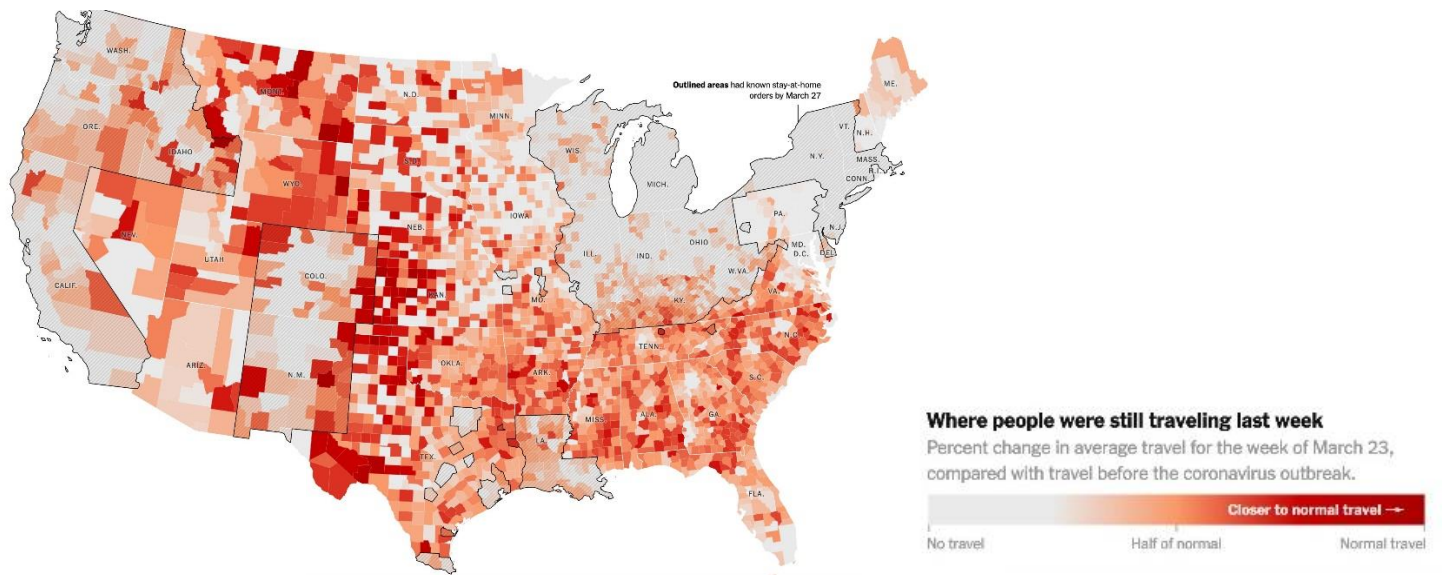 WASH.
MONT.
N.D.
MINN.
Outlined areas had known stay-at-home
orders by March 27
ME.
VT.
N.H.
ORE.
IDAHO
WYO.
S.D.
WIS.
MICH.
N.Y.
MASS.
R.I.
CONN.
NEV.
UTAH
COLO.
NEB.
IOWA
ILL.
IND.
OHIO
PA.
N.J.
MD.
DEL.
D.C.
W.VA.
VA.
CALIF.
KAN.
MO.
KY.
ARIZ.
N.M.
OKLA.
ARK.
TENN.
N.C.
S.C.
MISS.
ALA.
GA.
TEX.
LA.
FLA.
Where people were still traveling last week
Percent change in average travel for the week of March 23,
compared with travel before the coronavirus outbreak.
Closer to normal travel →
No travel
Half of normal
Normal travel